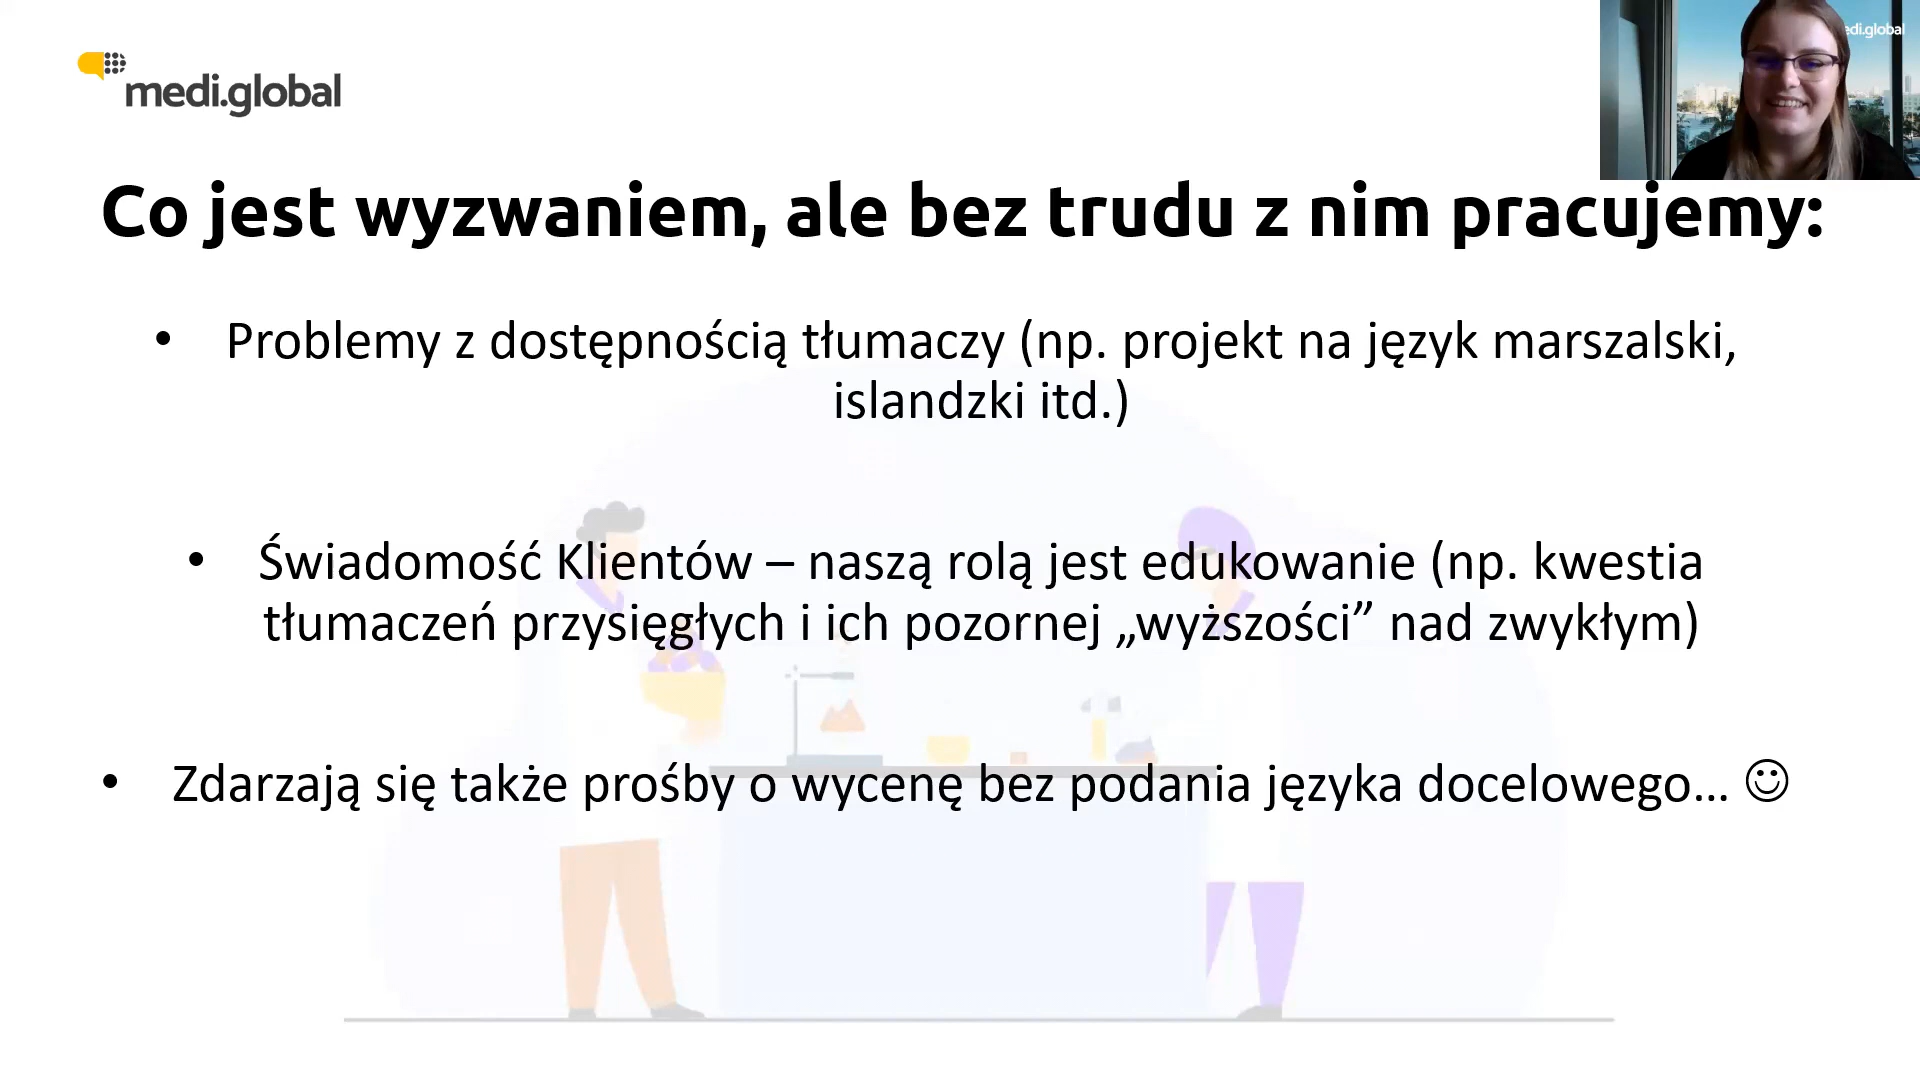 medi.global
edi.global
Co jest wyzwaniem, ale bez trudu z nim pracujemy:
• Problemy z dostępnością tłumaczy (np. projekt na język marszalski,
islandzki itd.)
• Świadomość Klientów – naszą rolą jest edukowanie (np. kwestia
tłumaczeń przysięgłych i ich pozornej „wyższości” nad zwykłym)
• Zdarzają się także prośby o wycenę bez podania języka docelowego… ☺